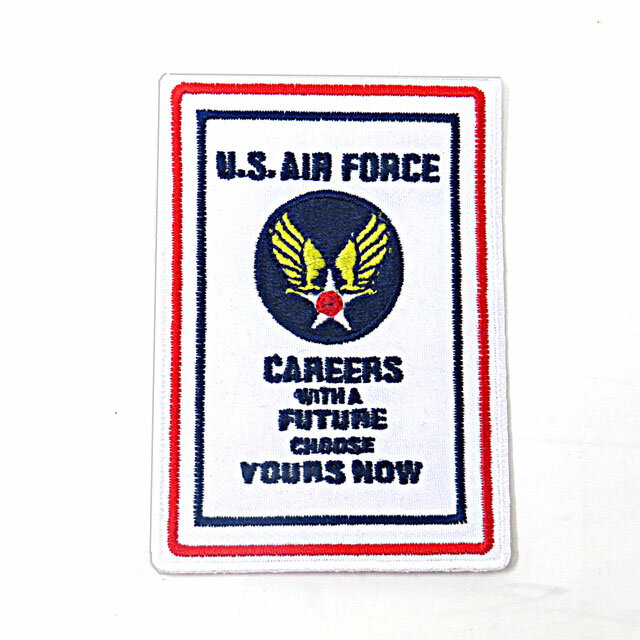 U.S. AIR FORCE
CAREERS
WITH A
FUTURE
CHOOSE
YOURS NOW